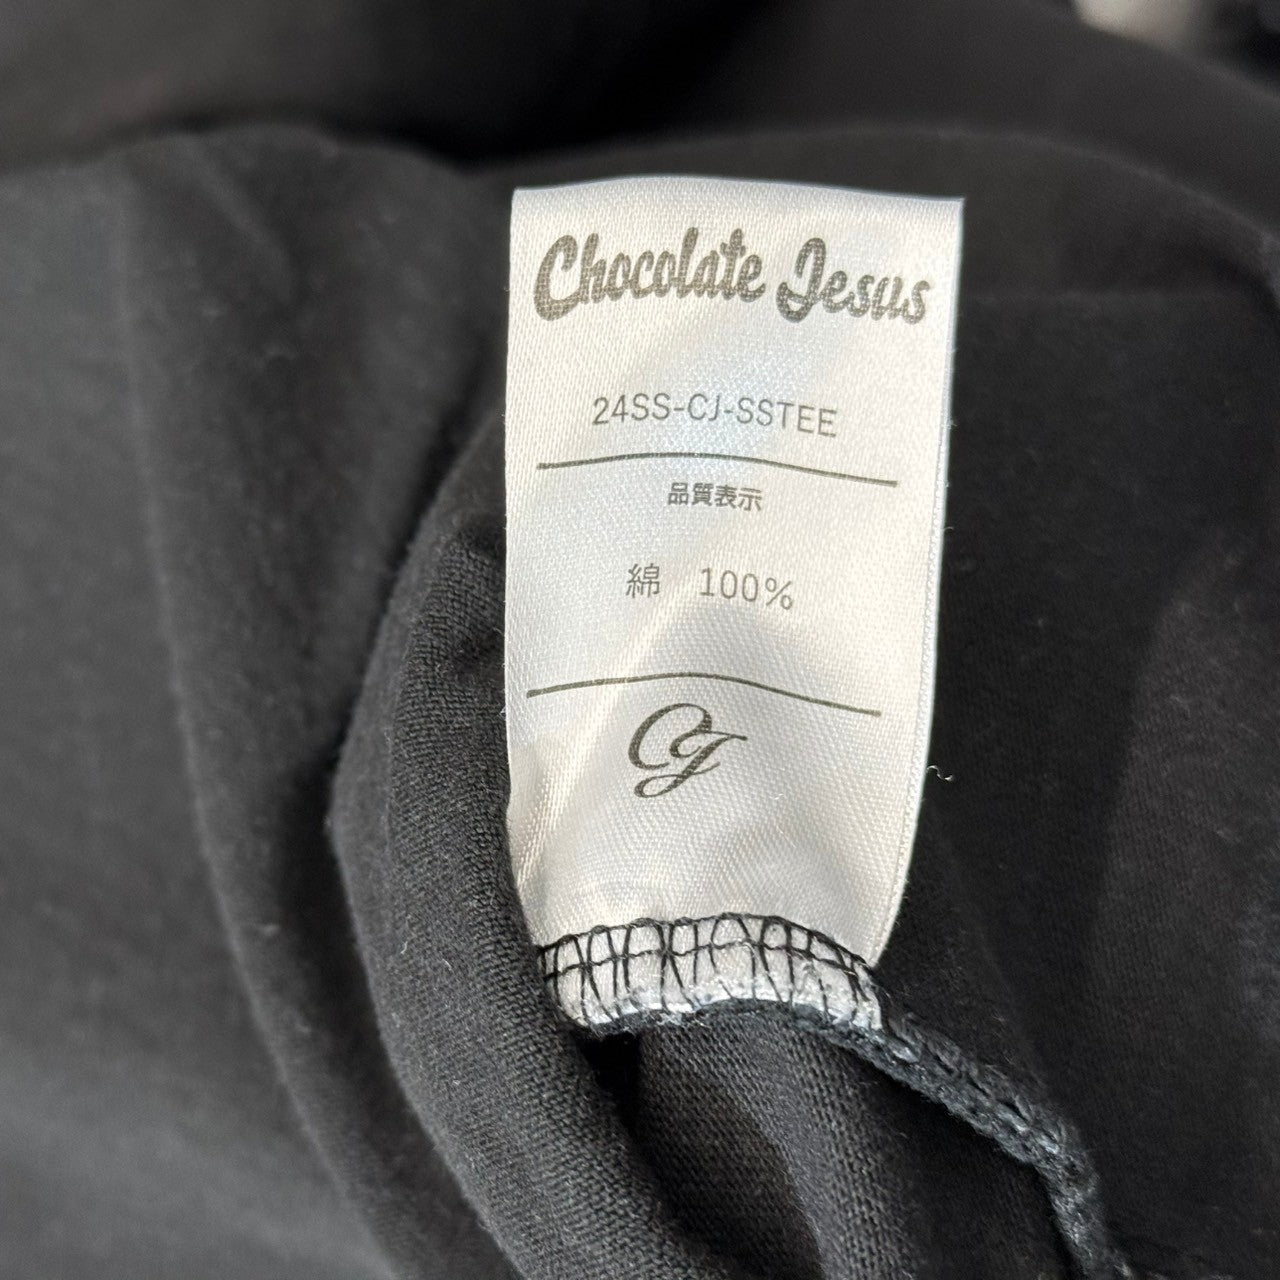 Chocolate Jesus
24SS-CJ-SSTEE
品質表示
綿 100%
CJ